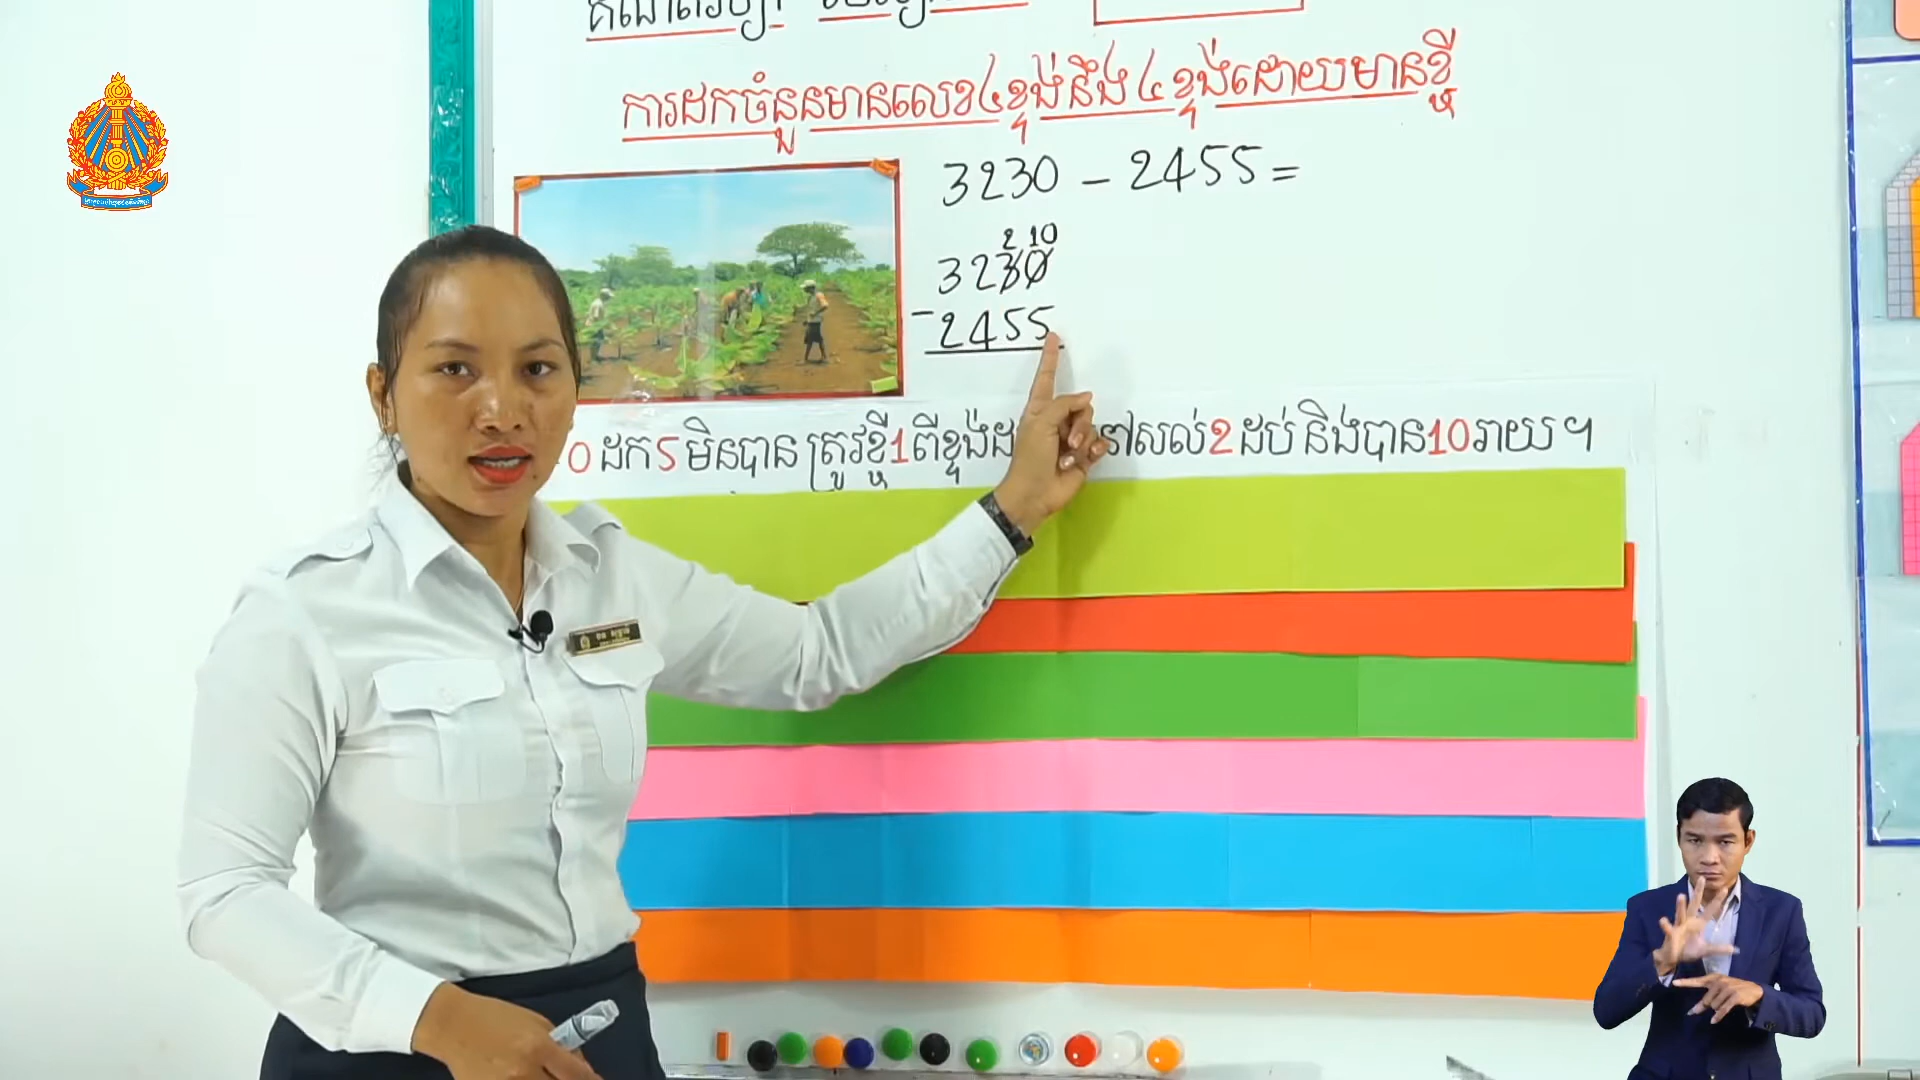 ការដកចំនួនមានលេខ៤ខ្ទង់នឹង៤ខ្ទង់ដោយមានខ្ចី
3230 - 2455 =
2 10
3230
- 2455
0 ដក 5 មិនបាន ត្រូវខ្ចី 1 ពីខ្ទង់ដ នៅសល់ 2 ដប់ និងបាន 10 រាយ ។